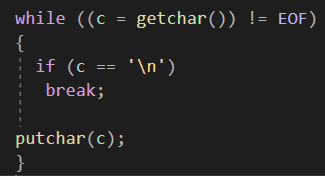 while ((c = getchar()) != EOF)
{
if (c == '\n')
break;
putchar(c);
}